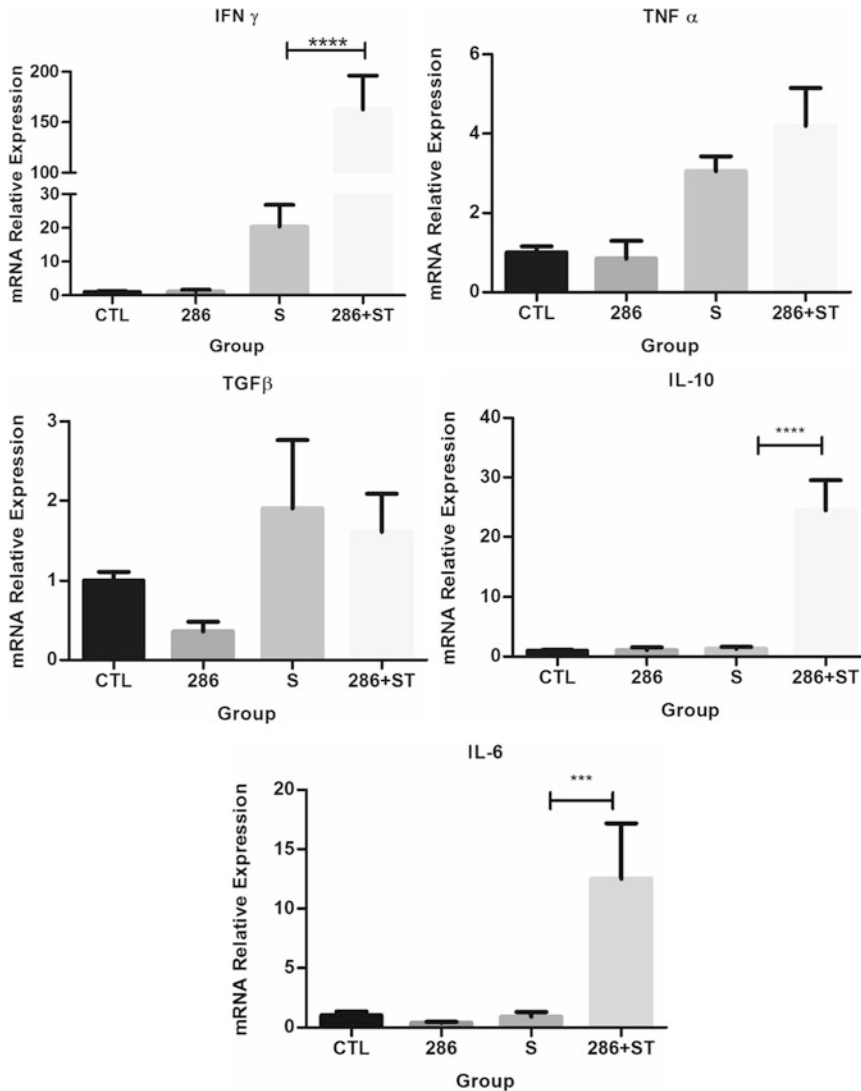 IFN γ
****
mRNA Relative Expression
200
150
100
30
20
10
0
CTL 286 S 286+ST
Group
TNF α
mRNA Relative Expression
6
4
2
0
CTL 286 S 286+ST
Group
TGFβ
mRNA Relative Expression
3
2
1
0
CTL 286 S 286+ST
Group
IL-10
****
mRNA Relative Expression
40
30
20
10
0
CTL 286 S 286+ST
Group
IL-6
***
mRNA Relative Expression
20
15
10
5
0
CTL 286 S 286+ST
Group